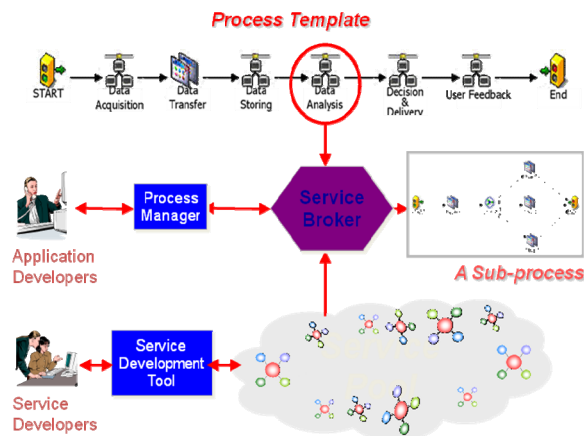 Process Template
START
Data
Acquisition
Data
Transfer
Data
Storing
Data
Analysis
Decision
&
Delivery
User Feedback
End
Process
Manager
Service
Broker
Application
Developers
A Sub-process
Service
Development
Tool
Service
Developers